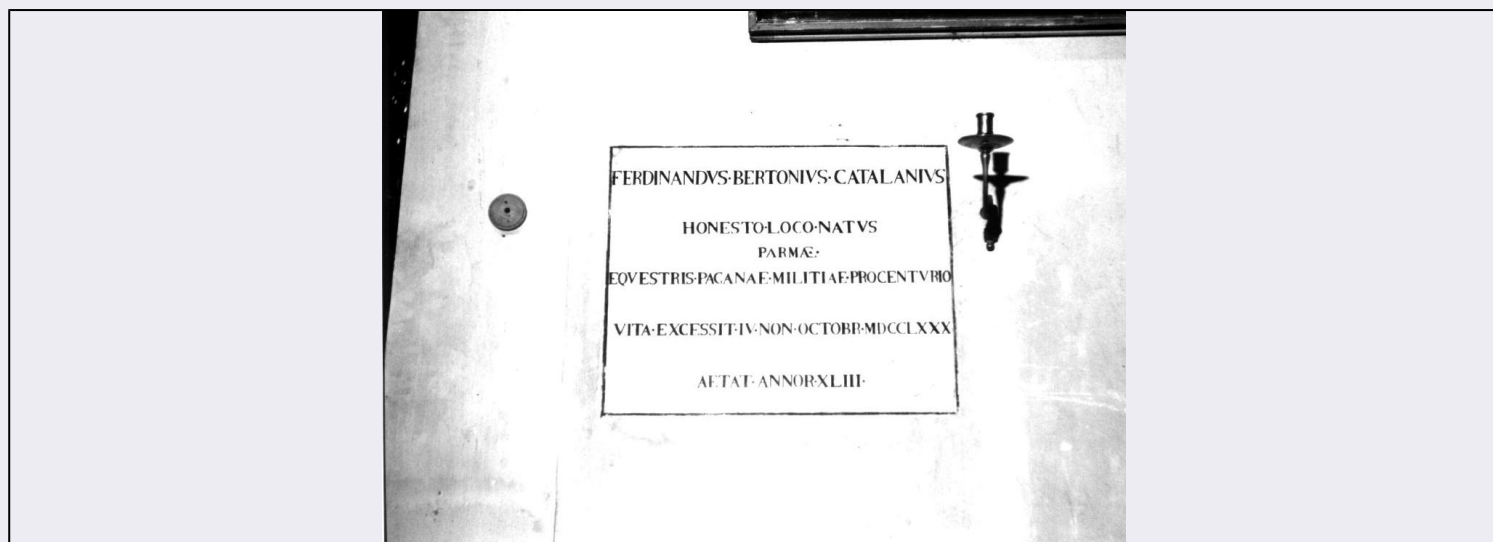 FERDINANDVS·BERTONIVS·CATALANIVS
HONESTO·LOCO·NATVS
PARMÆ·
EQVESTRIS·PAGANAE·MILITIAE·PROCENTVRIO
VITA·EXCESSIT·IV·NON·OCTOBR·MDCCLXXX
AETAT·ANNOR·XLIII·